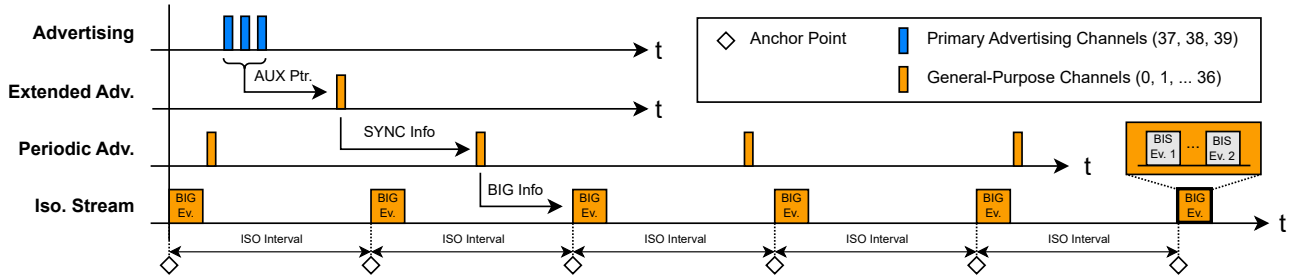 Advertising
t
Anchor Point
Primary Advertising Channels (37, 38, 39)
General-Purpose Channels (0, 1, ... 36)
AUX Ptr.
Extended Adv.
t
SYNC Info
Periodic Adv.
t
BIS
Ev. 1
...
BIS
Ev. 2
BIG Info
Iso. Stream
BIG
Ev.
BIG
Ev.
BIG
Ev.
BIG
Ev.
BIG
Ev.
BIG
Ev.
t
ISO Interval
ISO Interval
ISO Interval
ISO Interval
ISO Interval